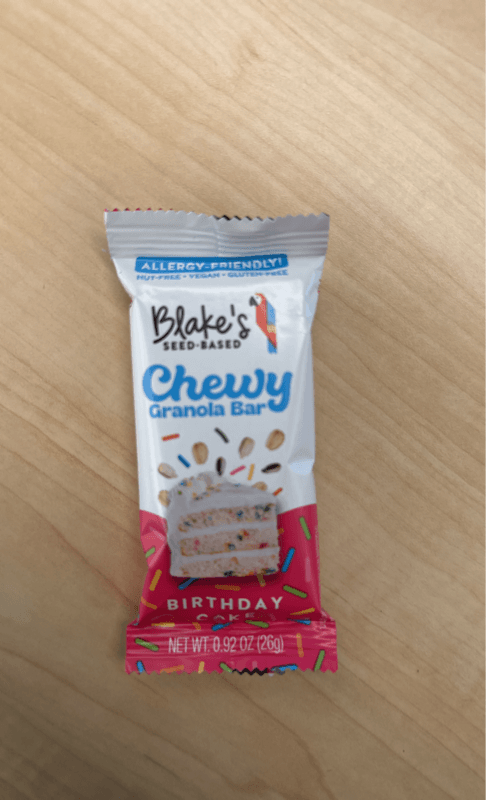 ALLERGY-FRIENDLY!
NUT-FREE • VEGAN • GLUTEN-FREE
Blake's
SEED-BASED
Chewy
Granola Bar
BIRTHDAY
CAKE
NET WT. 0.92 OZ (26g)